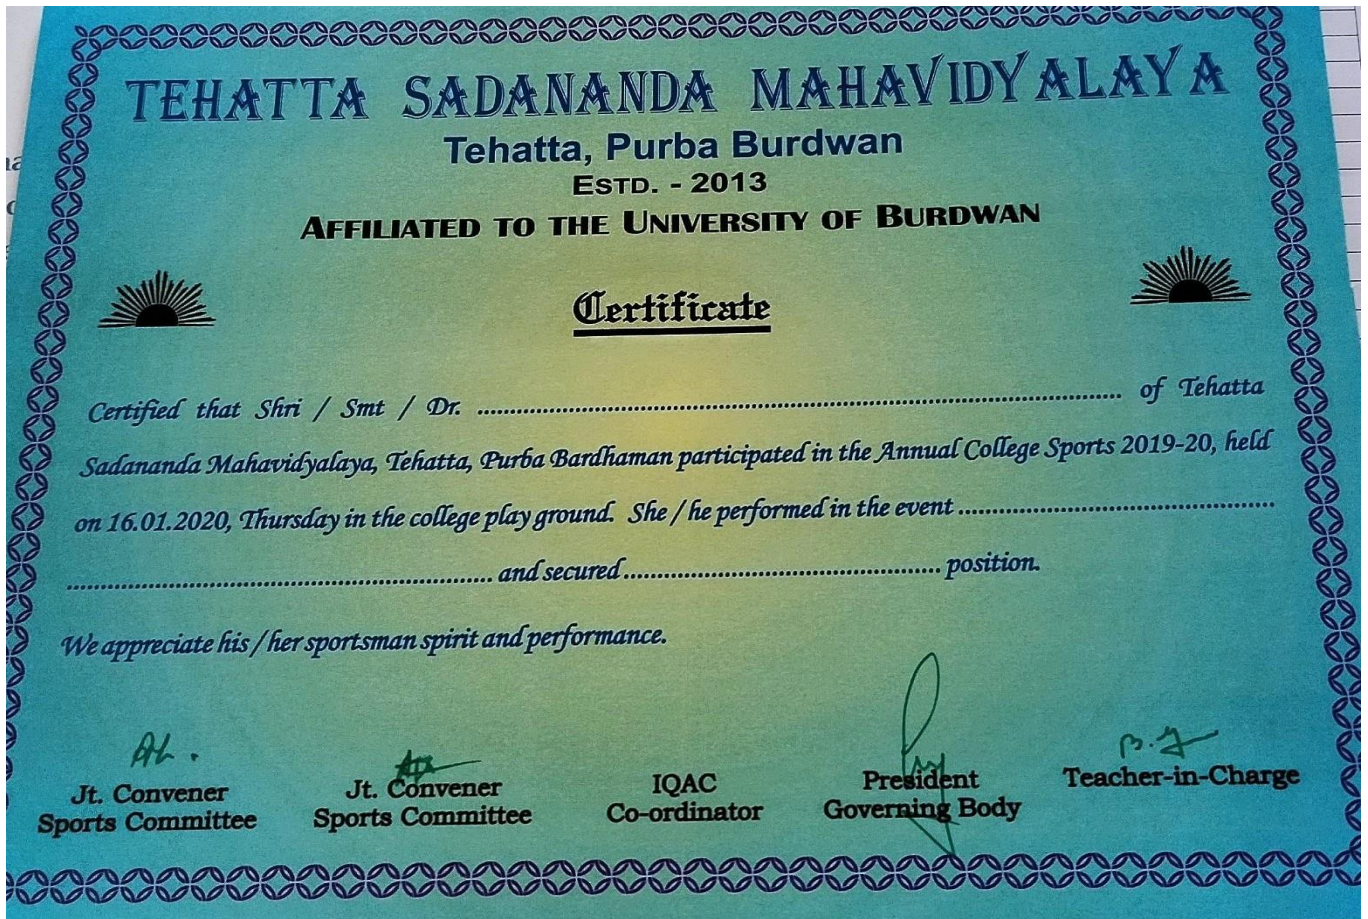 TEHATTA SADANANDA MAHAVIDYALAYA
Tehatta, Purba Burdwan
ESTD. - 2013
AFFILIATED TO THE UNIVERSITY OF BURDWAN
Certificate
Certified that Shri / Smt / Dr. .......................................................... of Tehatta
Sadananda Mahavidyalaya, Tehatta, Purba Bardhaman participated in the Annual College Sports 2019-20, held
on 16.01.2020, Thursday in the college play ground. She / he performed in the event ..........................................
.......................................................... and secured .......................................... position.
We appreciate his / her sportsman spirit and performance.
Jt. Convener
Sports Committee
Jt. Convener
Sports Committee
IQAC
Co-ordinator
President
Governing Body
Teacher-in-Charge